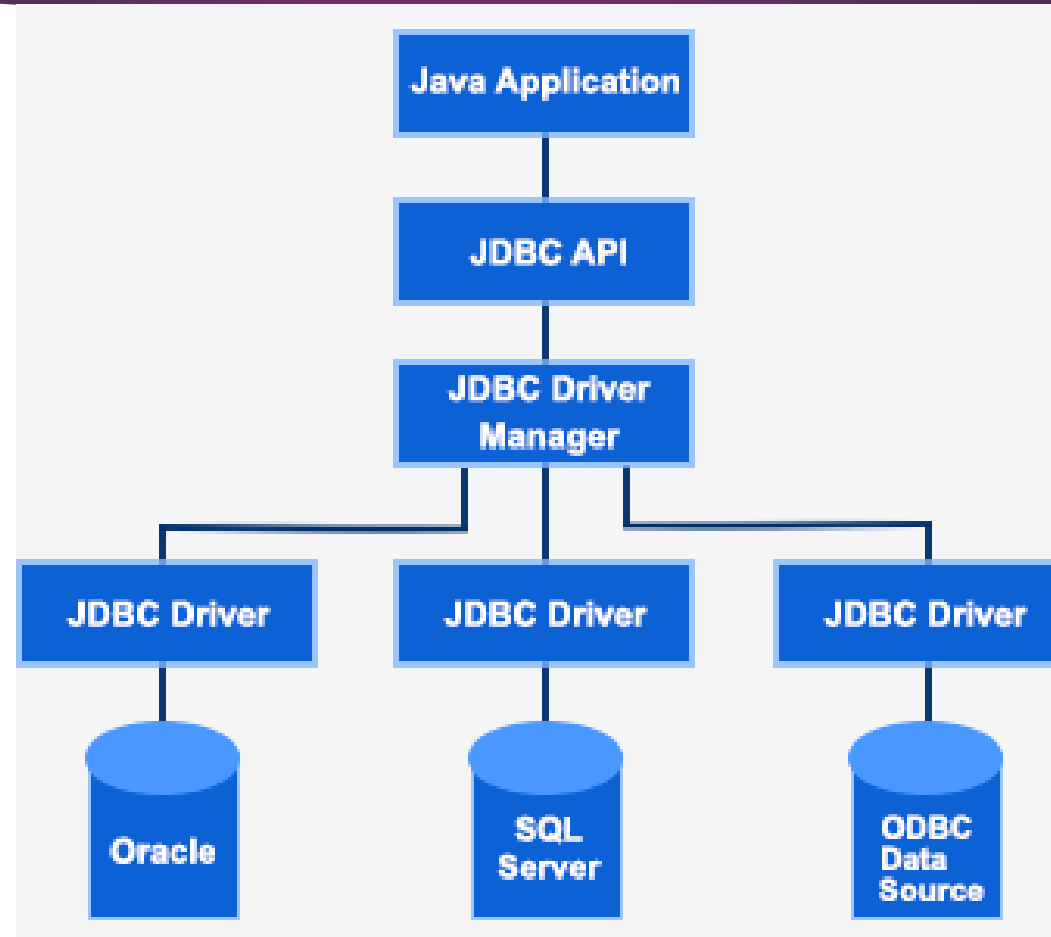 Java Application
JDBC API
JDBC Driver
Manager
JDBC Driver
JDBC Driver
JDBC Driver
Oracle
SQL
Server
ODBC
Data
Source